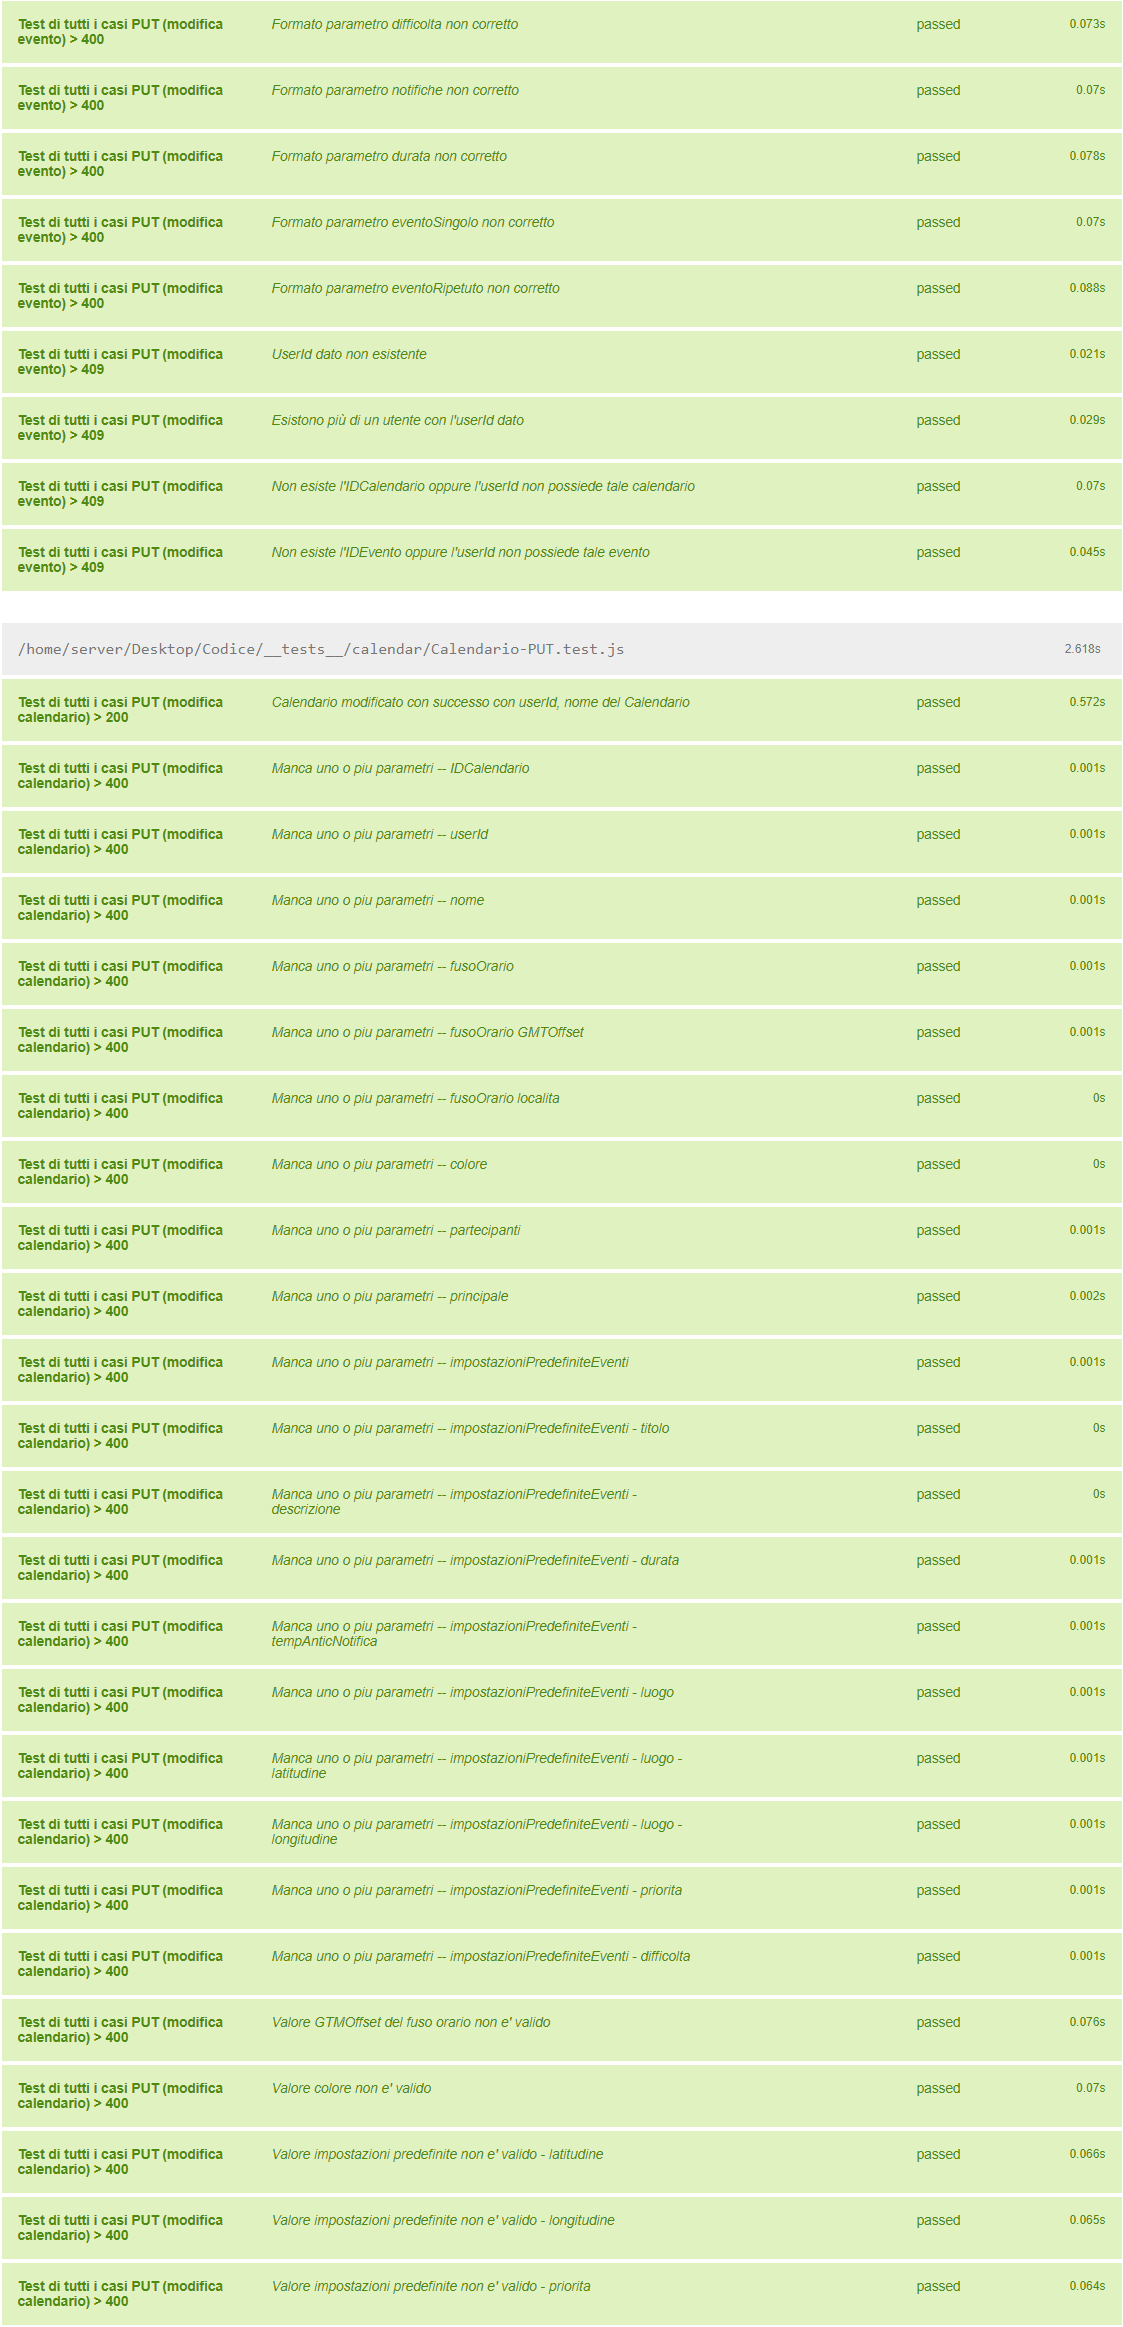 Test di tutti i casi PUT (modifica Formato parametro difficolta non corretto passed 0.073s
evento) > 400
Test di tutti i casi PUT (modifica Formato parametro notifiche non corretto passed 0.07s
evento) > 400
Test di tutti i casi PUT (modifica Formato parametro durata non corretto passed 0.078s
evento) > 400
Test di tutti i casi PUT (modifica Formato parametro eventoSingolo non corretto passed 0.07s
evento) > 400
Test di tutti i casi PUT (modifica Formato parametro eventoRipetuto non corretto passed 0.088s
evento) > 400
Test di tutti i casi PUT (modifica UserId dato non esistente passed 0.021s
evento) > 409
Test di tutti i casi PUT (modifica Esistono più di un utente con l'userId dato passed 0.029s
evento) > 409
Test di tutti i casi PUT (modifica Non esiste l'IDCalendario oppure l'userId non possiede tale calendario passed 0.07s
evento) > 409
Test di tutti i casi PUT (modifica Non esiste l'IDEvento oppure l'userId non possiede tale evento passed 0.045s
evento) > 409
/home/server/Desktop/Codice/__tests__/calendar/Calendario-PUT.test.js 2.618s
Test di tutti i casi PUT (modifica Calendario modificato con successo con userId, nome del Calendario passed 0.572s
calendario) > 200
Test di tutti i casi PUT (modifica Manca uno o piu parametri -- IDCalendario passed 0.001s
calendario) > 400
Test di tutti i casi PUT (modifica Manca uno o piu parametri -- userId passed 0.001s
calendario) > 400
Test di tutti i casi PUT (modifica Manca uno o piu parametri -- nome passed 0.001s
calendario) > 400
Test di tutti i casi PUT (modifica Manca uno o piu parametri -- fusoOrario passed 0.001s
calendario) > 400
Test di tutti i casi PUT (modifica Manca uno o piu parametri -- fusoOrario GMTOffset passed 0.001s
calendario) > 400
Test di tutti i casi PUT (modifica Manca uno o piu parametri -- fusoOrario localita passed 0s
calendario) > 400
Test di tutti i casi PUT (modifica Manca uno o piu parametri -- colore passed 0s
calendario) > 400
Test di tutti i casi PUT (modifica Manca uno o piu parametri -- partecipanti passed 0.001s
calendario) > 400
Test di tutti i casi PUT (modifica Manca uno o piu parametri -- principale passed 0.002s
calendario) > 400
Test di tutti i casi PUT (modifica Manca uno o piu parametri -- impostazioniPredefiniteEventi passed 0.001s
calendario) > 400
Test di tutti i casi PUT (modifica Manca uno o piu parametri -- impostazioniPredefiniteEventi - titolo passed 0s
calendario) > 400
Test di tutti i casi PUT (modifica Manca uno o piu parametri -- impostazioniPredefiniteEventi - passed 0s
calendario) > 400 descrizione
Test di tutti i casi PUT (modifica Manca uno o piu parametri -- impostazioniPredefiniteEventi - durata passed 0.001s
calendario) > 400
Test di tutti i casi PUT (modifica Manca uno o piu parametri -- impostazioniPredefiniteEventi - passed 0.001s
calendario) > 400 tempAnticNotifica
Test di tutti i casi PUT (modifica Manca uno o piu parametri -- impostazioniPredefiniteEventi - luogo passed 0.001s
calendario) > 400
Test di tutti i casi PUT (modifica Manca uno o piu parametri -- impostazioniPredefiniteEventi - luogo - passed 0.001s
calendario) > 400 latitudine
Test di tutti i casi PUT (modifica Manca uno o piu parametri -- impostazioniPredefiniteEventi - luogo - passed 0.001s
calendario) > 400 longitudine
Test di tutti i casi PUT (modifica Manca uno o piu parametri -- impostazioniPredefiniteEventi - priorita passed 0.001s
calendario) > 400
Test di tutti i casi PUT (modifica Manca uno o piu parametri -- impostazioniPredefiniteEventi - difficolta passed 0.001s
calendario) > 400
Test di tutti i casi PUT (modifica Valore GTMOffset del fuso orario non e' valido passed 0.076s
calendario) > 400
Test di tutti i casi PUT (modifica Valore colore non e' valido passed 0.07s
calendario) > 400
Test di tutti i casi PUT (modifica Valore impostazioni predefinite non e' valido - latitudine passed 0.066s
calendario) > 400
Test di tutti i casi PUT (modifica Valore impostazioni predefinite non e' valido - longitudine passed 0.065s
calendario) > 400
Test di tutti i casi PUT (modifica Valore impostazioni predefinite non e' valido - priorita passed 0.064s
calendario) > 400